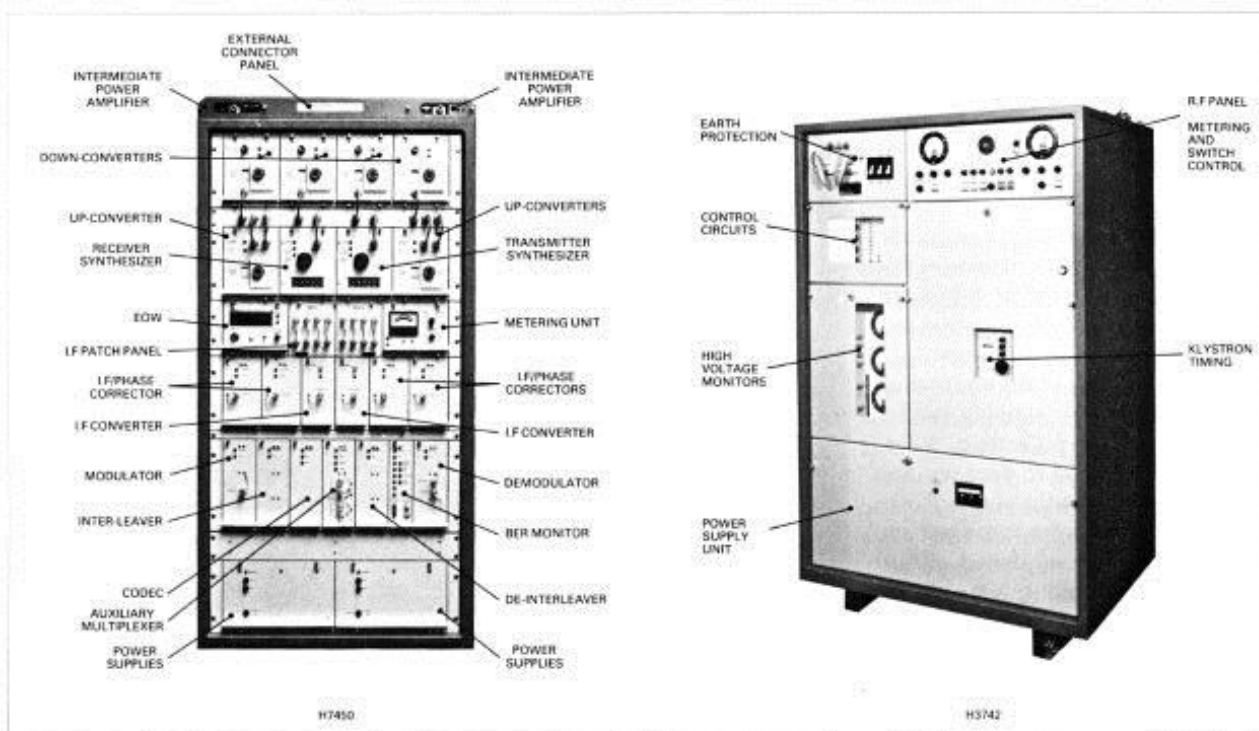 EXTERNAL
CONNECTOR
PANEL
INTERMEDIATE
POWER
AMPLIFIER
INTERMEDIATE
POWER
AMPLIFIER
DOWN-CONVERTERS
UP-CONVERTER
UP-CONVERTERS
RECEIVER
SYNTHESIZER
TRANSMITTER
SYNTHESIZER
EOW
METERING UNIT
I.F PATCH PANEL
I.F/PHASE
CORRECTOR
I.F/PHASE
CORRECTORS
I.F CONVERTER
I.F CONVERTER
MODULATOR
DEMODULATOR
INTER-LEAVER
BER MONITOR
CODEC
DE-INTERLEAVER
AUXILIARY
MULTIPLEXER
POWER
SUPPLIES
POWER
SUPPLIES
H7450
EARTH
PROTECTION
R.F PANEL
METERING
AND
SWITCH
CONTROL
CONTROL
CIRCUITS
HIGH
VOLTAGE
MONITORS
KLYSTRON
TIMING
POWER
SUPPLY
UNIT
H3742